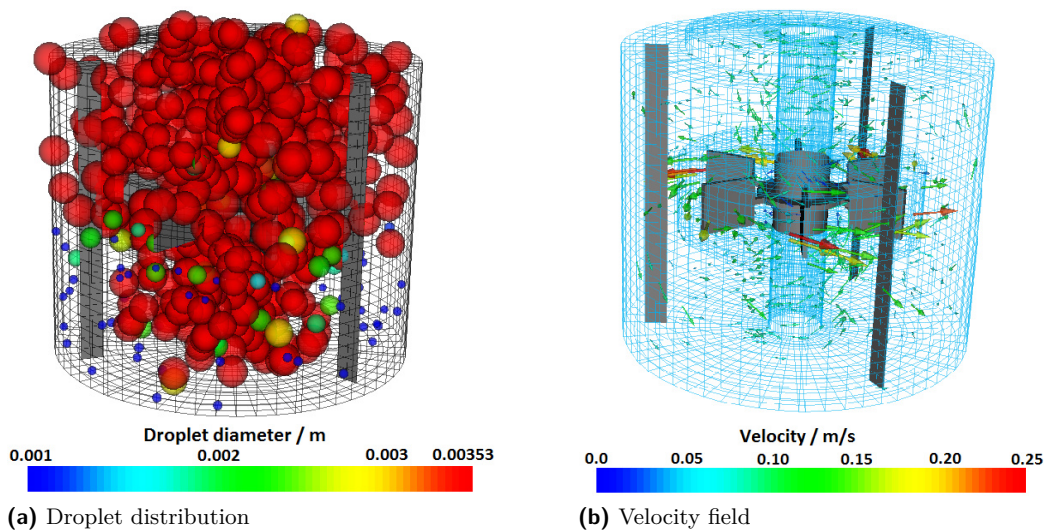 Droplet diameter / m
0.001 0.002 0.003 0.00353
(a) Droplet distribution
Velocity / m/s
0.0 0.05 0.10 0.15 0.20 0.25
(b) Velocity field